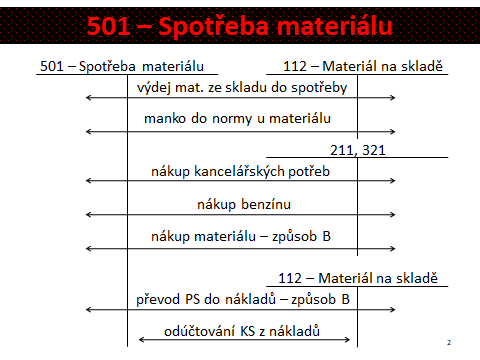 501 – Spotřeba materiálu
501 – Spotřeba materiálu 112 – Materiál na skladě
výdej mat. ze skladu do spotřeby
manko do normy u materiálu
211, 321
nákup kancelářských potřeb
nákup benzínu
nákup materiálu – způsob B
112 – Materiál na skladě
převod PS do nákladů – způsob B
odúčtování KS z nákladů
2